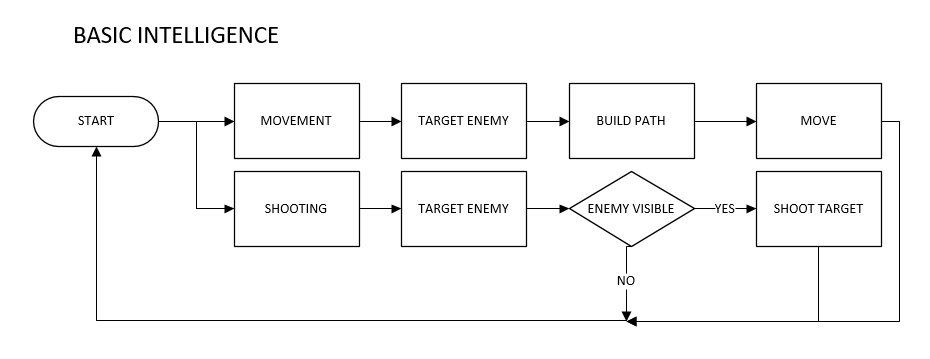 BASIC INTELLIGENCE
START
MOVEMENT
TARGET ENEMY
BUILD PATH
MOVE
SHOOTING
TARGET ENEMY
ENEMY VISIBLE
YES
SHOOT TARGET
NO